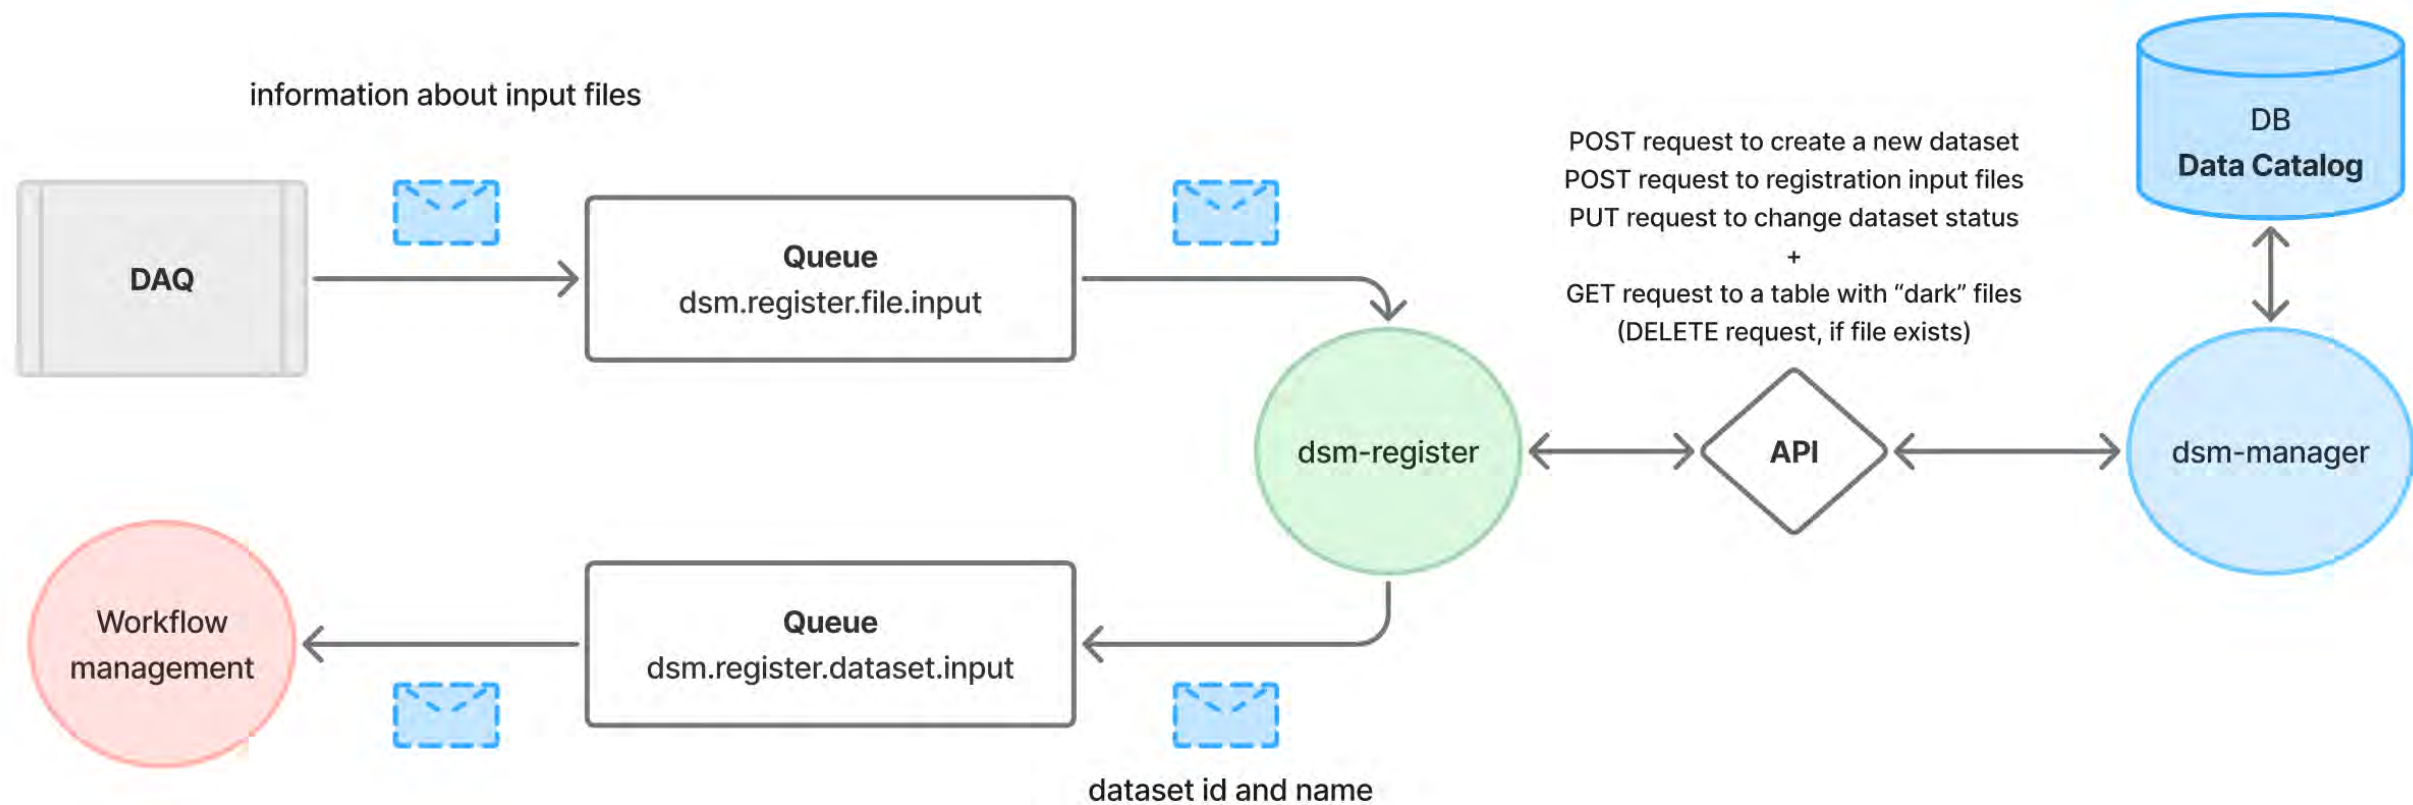 information about input files
DAQ
Queue
dsm.register.file.input
POST request to create a new dataset
POST request to registration input files
PUT request to change dataset status
+
GET request to a table with “dark” files
(DELETE request, if file exists)
DB
Data Catalog
dsm-register
API
dsm-manager
Workflow
management
Queue
dsm.register.dataset.input
dataset id and name